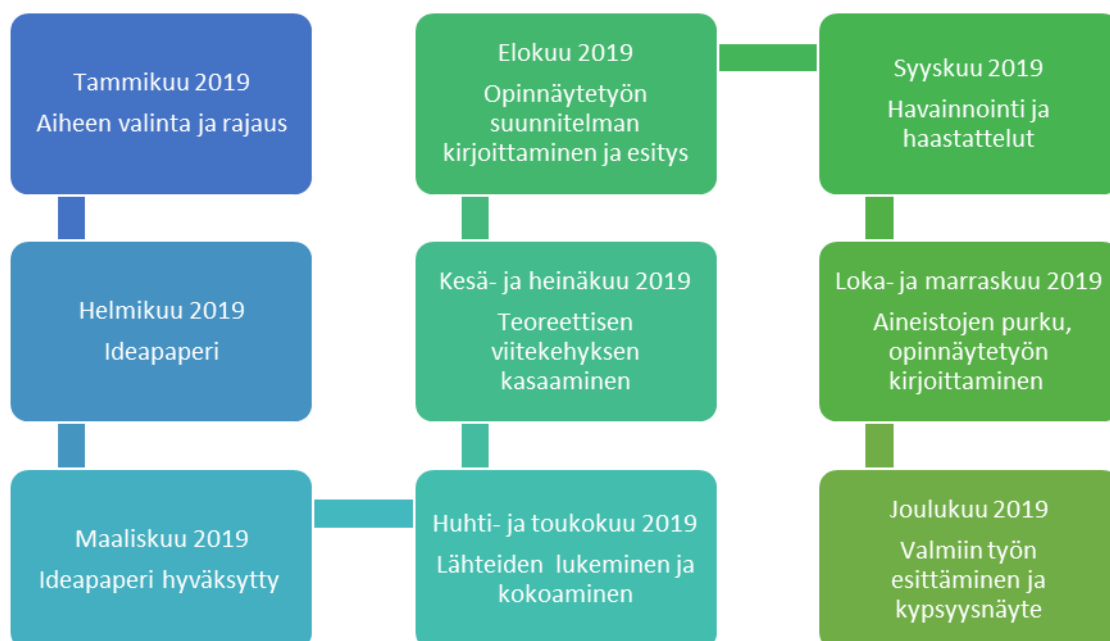 Tammikuu 2019
Aiheen valinta ja rajaus
Helmikuu 2019
Ideapaperi
Maaliskuu 2019
Ideapaperi hyväksytty
Huhti- ja toukokuu 2019
Lähteiden lukeminen ja
kokoaminen
Kesä- ja heinäkuu 2019
Teoreettisen
viitekehyksen
kasaaminen
Elokuu 2019
Opinnäytetyön
suunnitelman
kirjoittaminen ja esitys
Syyskuu 2019
Havainnointi ja
haastattelut
Loka- ja marraskuu 2019
Aineistojen purku,
opinnäytetyön
kirjoittaminen
Joulukuu 2019
Valmiin työn
esittäminen ja
kypsyysnäyte